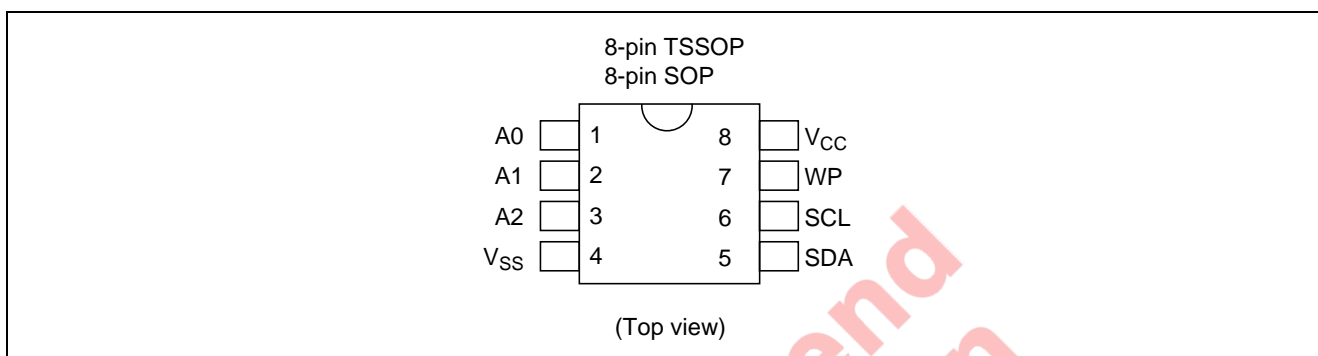 8-pin TSSOP
8-pin SOP
A0 1 8 VCC
A1 2 7 WP
A2 3 6 SCL
VSS 4 5 SDA
(Top view)
end